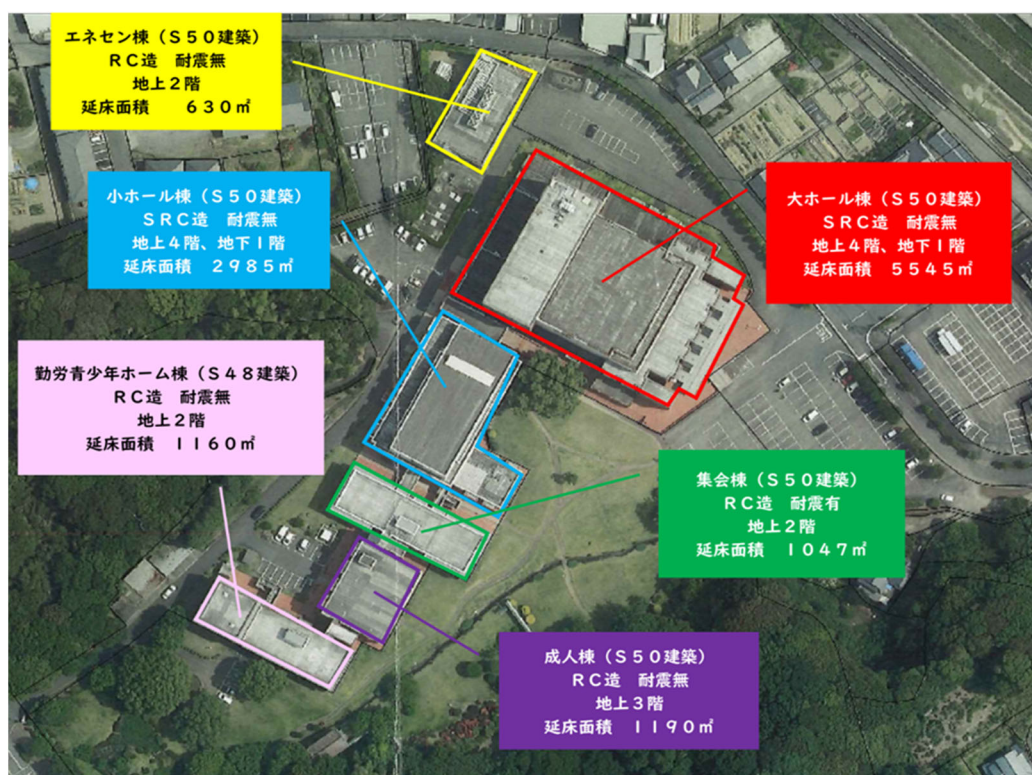 エネセン棟（Ｓ５０建築）
ＲＣ造　耐震無
地上２階
延床面積　　６３０㎡
小ホール棟（Ｓ５０建築）
ＳＲＣ造　耐震無
地上４階、地下１階
延床面積　２９８５㎡
大ホール棟（Ｓ５０建築）
ＳＲＣ造　耐震無
地上４階、地下１階
延床面積　５５４５㎡
勤労青少年ホーム棟（Ｓ４８建築）
ＲＣ造　耐震無
地上２階
延床面積　１１６０㎡
集会棟（Ｓ５０建築）
ＲＣ造　耐震有
地上２階
延床面積　１０４７㎡
成人棟（Ｓ５０建築）
ＲＣ造　耐震無
地上３階
延床面積　１１９０㎡